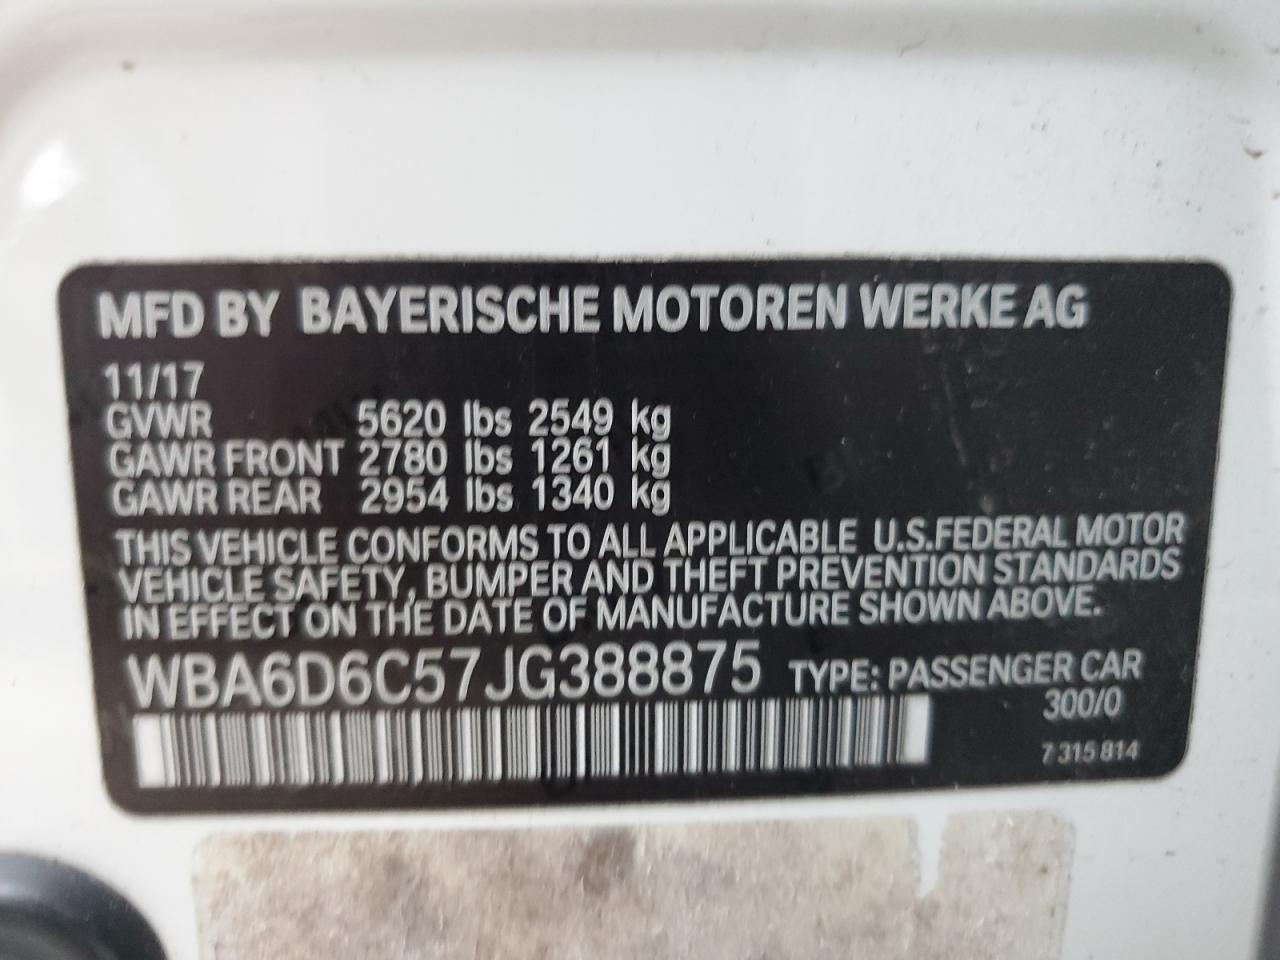 MFD BY BAYERISCHE MOTOREN WERKE AG
11/17
GVWR 5620 lbs 2549 kg
GAWR FRONT 2780 lbs 1261 kg
GAWR REAR 2954 lbs 1340 kg
THIS VEHICLE CONFORMS TO ALL APPLICABLE U.S.FEDERAL MOTOR
VEHICLE SAFETY, BUMPER AND THEFT PREVENTION STANDARDS
IN EFFECT ON THE DATE OF MANUFACTURE SHOWN ABOVE.
WBA6D6C57JG388875 TYPE: PASSENGER CAR
300/0
7 315 814